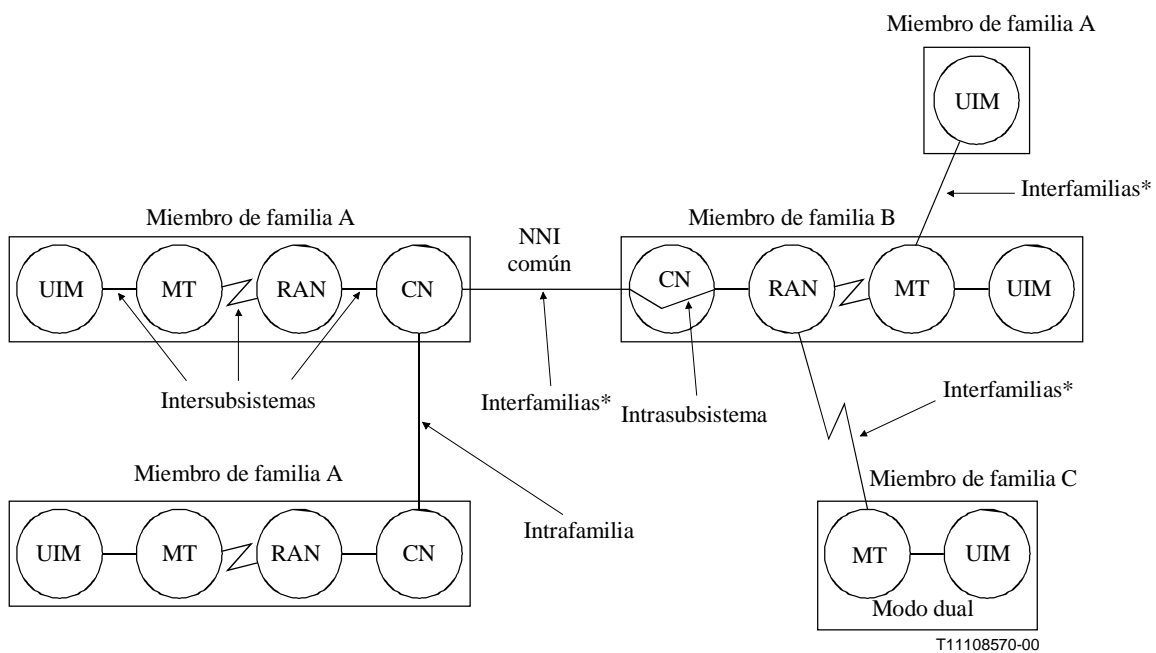 Miembro de familia A
UIM
Interfamilias*
Miembro de familia A
NNI
común
Miembro de familia B
UIM
MT
RAN
CN
CN
RAN
MT
UIM
Intersubsistemas
Interfamilias*
Intrasubsistema
Interfamilias*
Miembro de familia A
Miembro de familia C
Intrafamilia
UIM
MT
RAN
CN
MT
UIM
Modo dual
T11108570-00